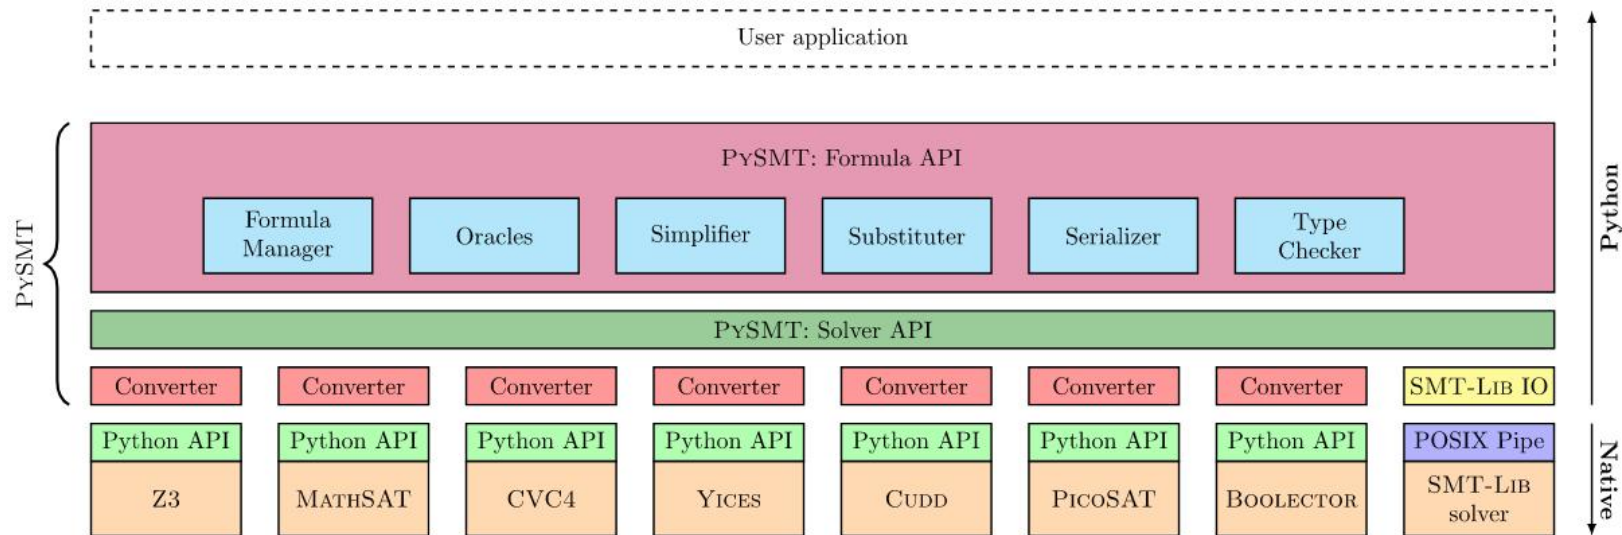 User application
PySMT: Formula API
Formula
Manager
Oracles
Simplifier
Substituter
Serializer
Type
Checker
PySMT
PySMT: Solver API
Converter
Converter
Converter
Converter
Converter
Converter
Converter
SMT-Lib IO
Python API
Python API
Python API
Python API
Python API
Python API
Python API
POSIX Pipe
Z3
MathSAT
CVC4
Yices
Cudd
PicoSAT
Boolector
SMT-Lib
solver
Python
Native